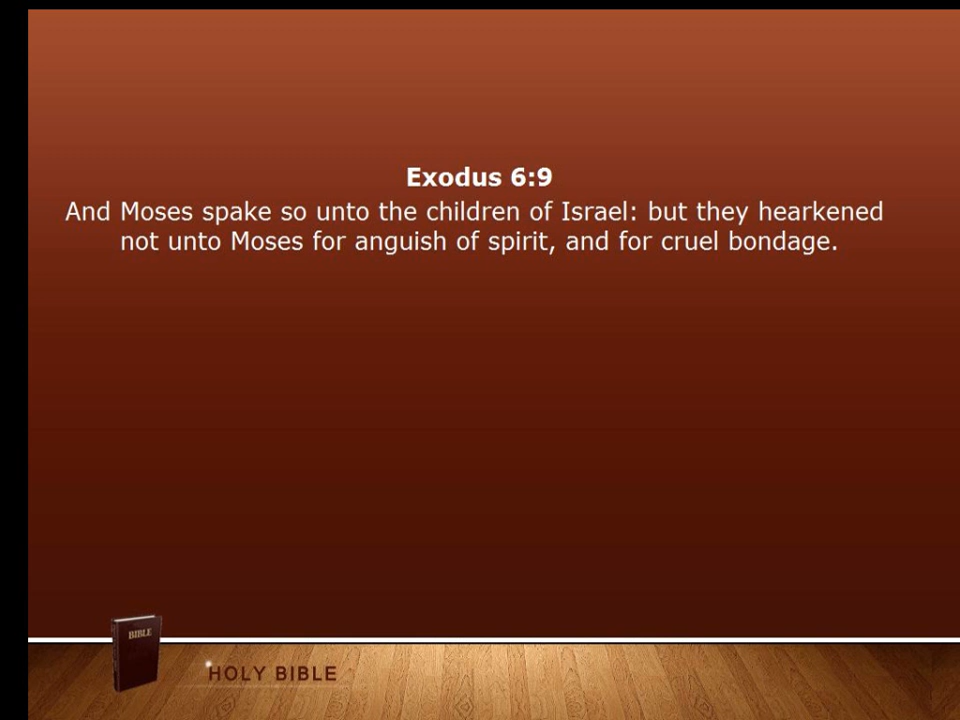 Exodus 6:9
And Moses spake so unto the children of Israel: but they hearkened
not unto Moses for anguish of spirit, and for cruel bondage.
BIBLE
HOLY BIBLE